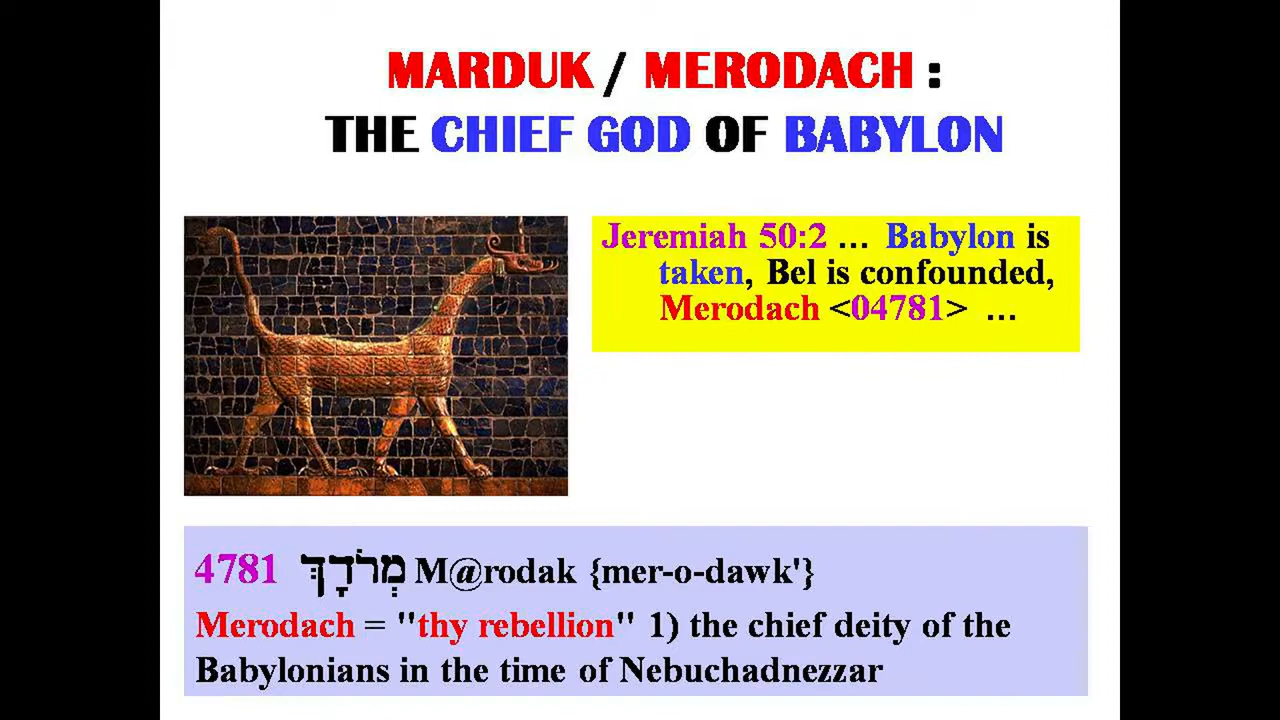 MARDUK / MERODACH :
THE CHIEF GOD OF BABYLON
Jeremiah 50:2 … Babylon is
taken, Bel is confounded,
Merodach <04781> …
4781 מְרֹדָךְ M@rodak {mer-o-dawk'}
Merodach = "thy rebellion" 1) the chief deity of the
Babylonians in the time of Nebuchadnezzar